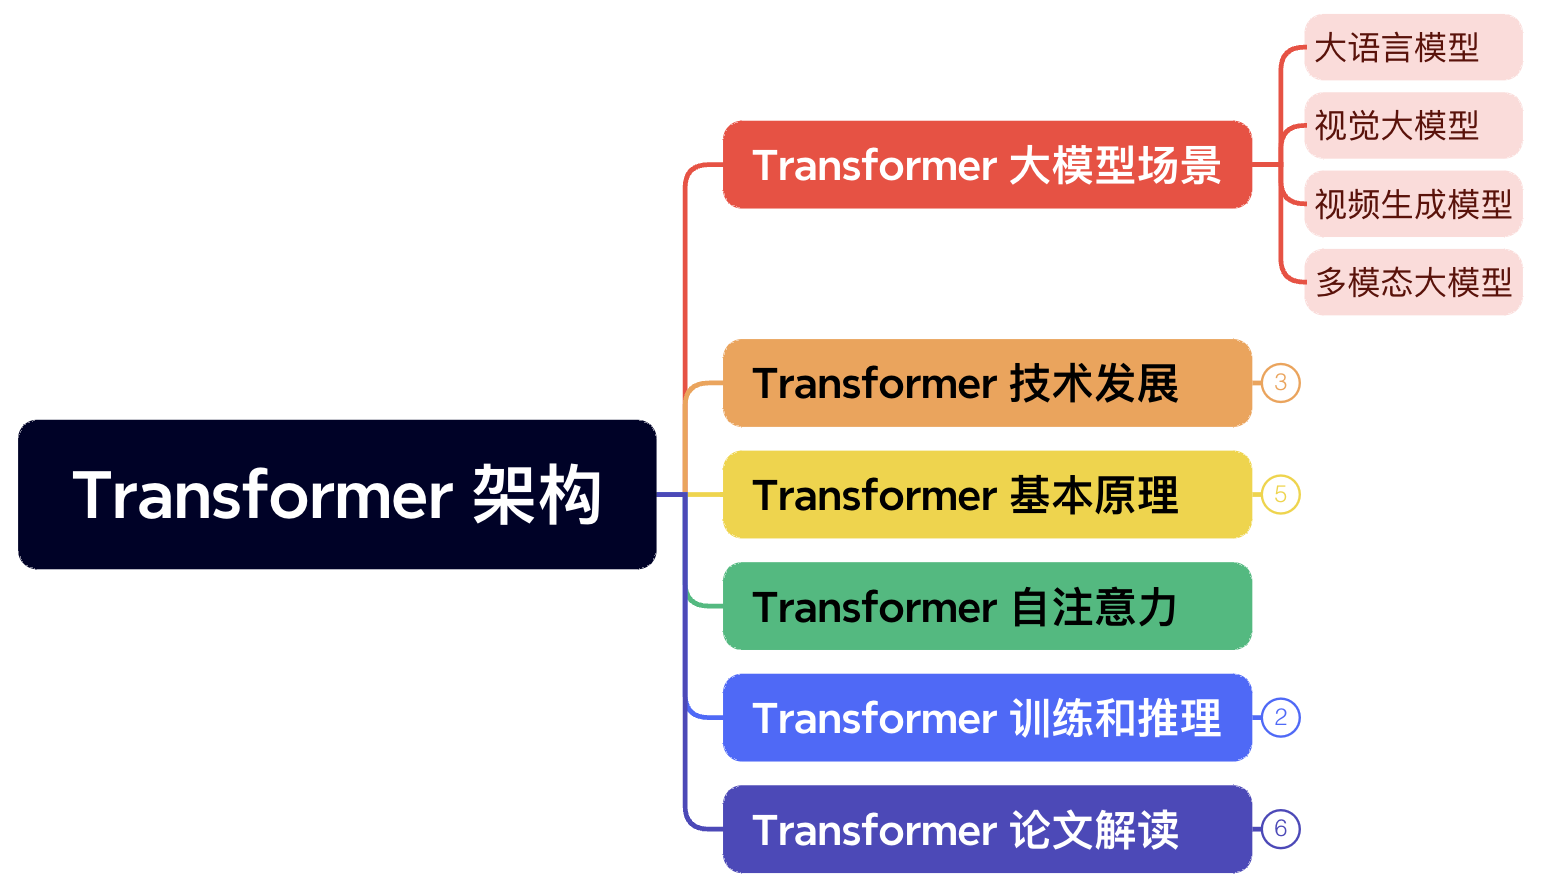 Transformer 架构
Transformer 大模型场景
大语言模型
视觉大模型
视频生成模型
多模态大模型
Transformer 技术发展
3
Transformer 基本原理
5
Transformer 自注意力
Transformer 训练和推理
2
Transformer 论文解读
6